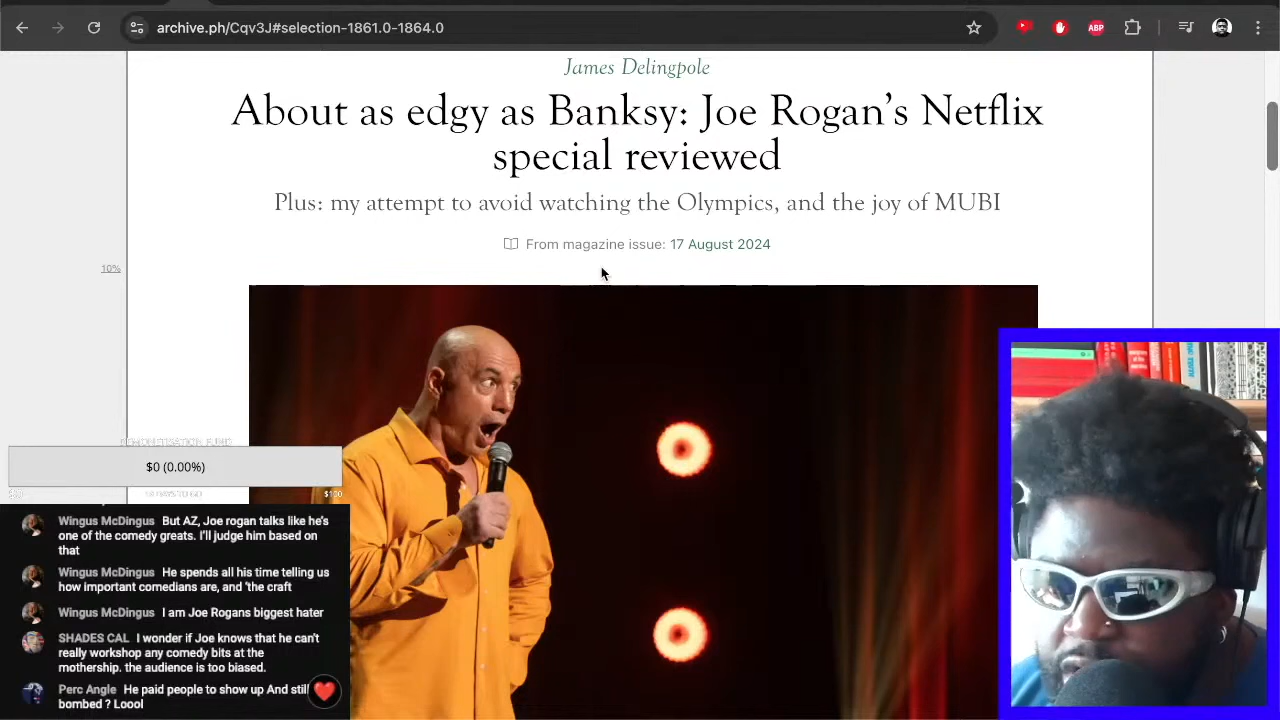 archive.ph/Cqv3J#selection-1861.0-1864.0
ABP
James Delingpole
About as edgy as Banksy: Joe Rogan's Netflix
special reviewed
Plus: my attempt to avoid watching the Olympics, and the joy of MUBI
From magazine issue: 17 August 2024
10%
DEMONETISATION FUND
$0 (0.00%)
$100
Wingus McDingus But AZ, Joe rogan talks like he's
one of the comedy greats. I'll judge him based on
that
Wingus McDingus He spends all his time telling us
how important comedians are, and 'the craft
Wingus McDingus I am Joe Rogans biggest hater
SHADES CAL I wonder if Joe knows that he can't
really workshop any comedy bits at the
mothership. the audience is too biased.
Perc Angle He paid people to show up And still
bombed ? Loool